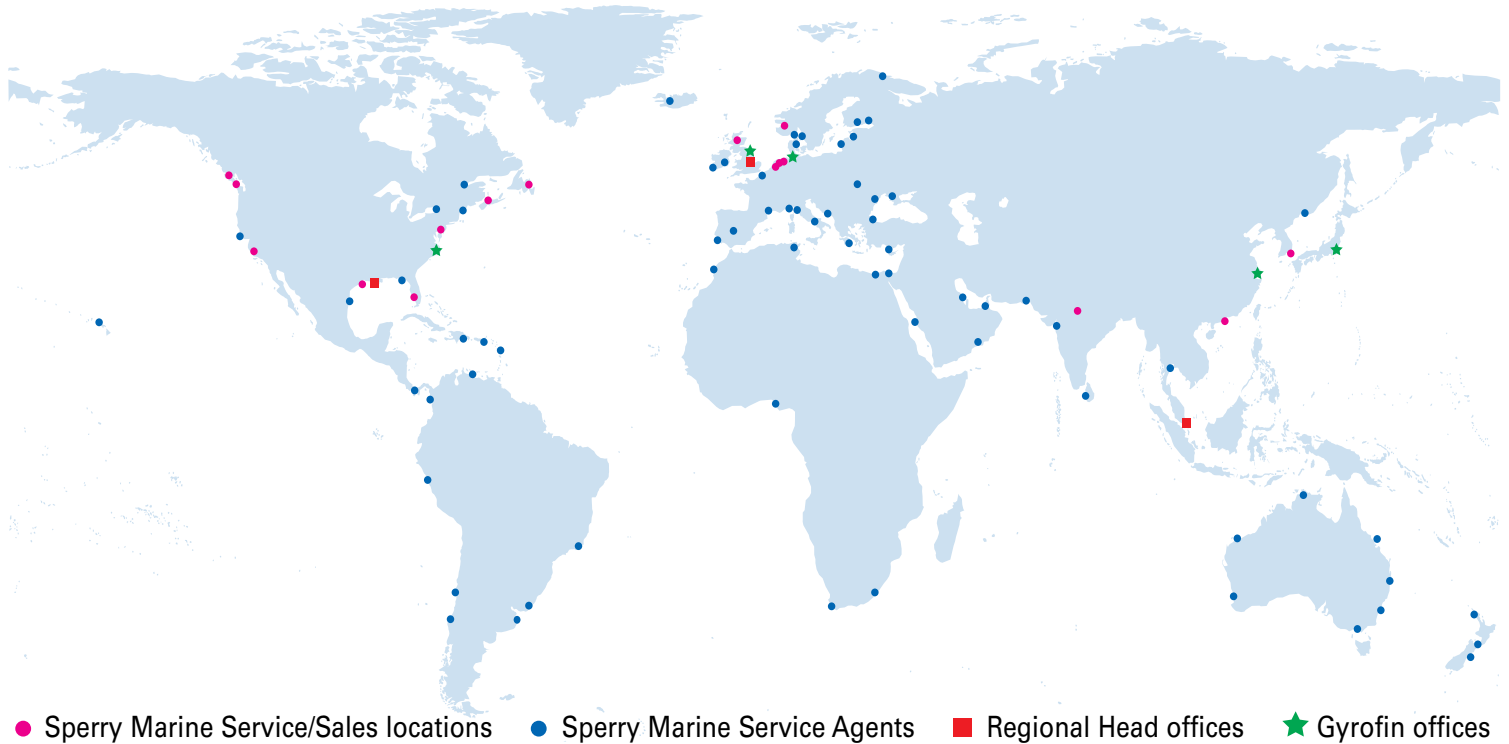 Sperry Marine Service/Sales locations Sperry Marine Service Agents Regional Head offices Gyrofin offices